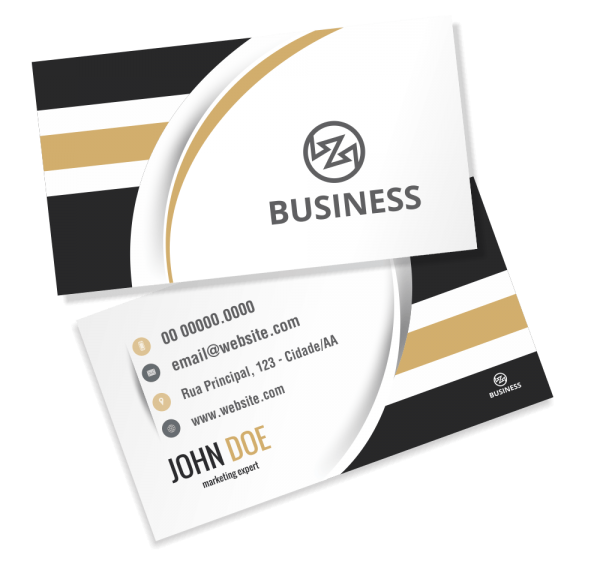 BUSINESS
00 00000.0000
email@website.com
Rua Principal, 123 - Cidade/AA
www.website.com
JOHN DOE
marketing expert
BUSINESS